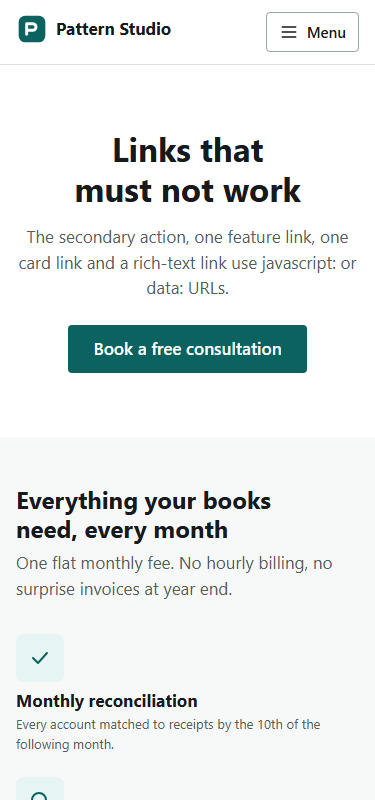 Pattern Studio
Menu
Links that
must not work
The secondary action, one feature link, one
card link and a rich-text link use javascript: or
data: URLs.
Book a free consultation
Everything your books
need, every month
One flat monthly fee. No hourly billing, no
surprise invoices at year end.
Monthly reconciliation
Every account matched to receipts by the 10th of the
following month.